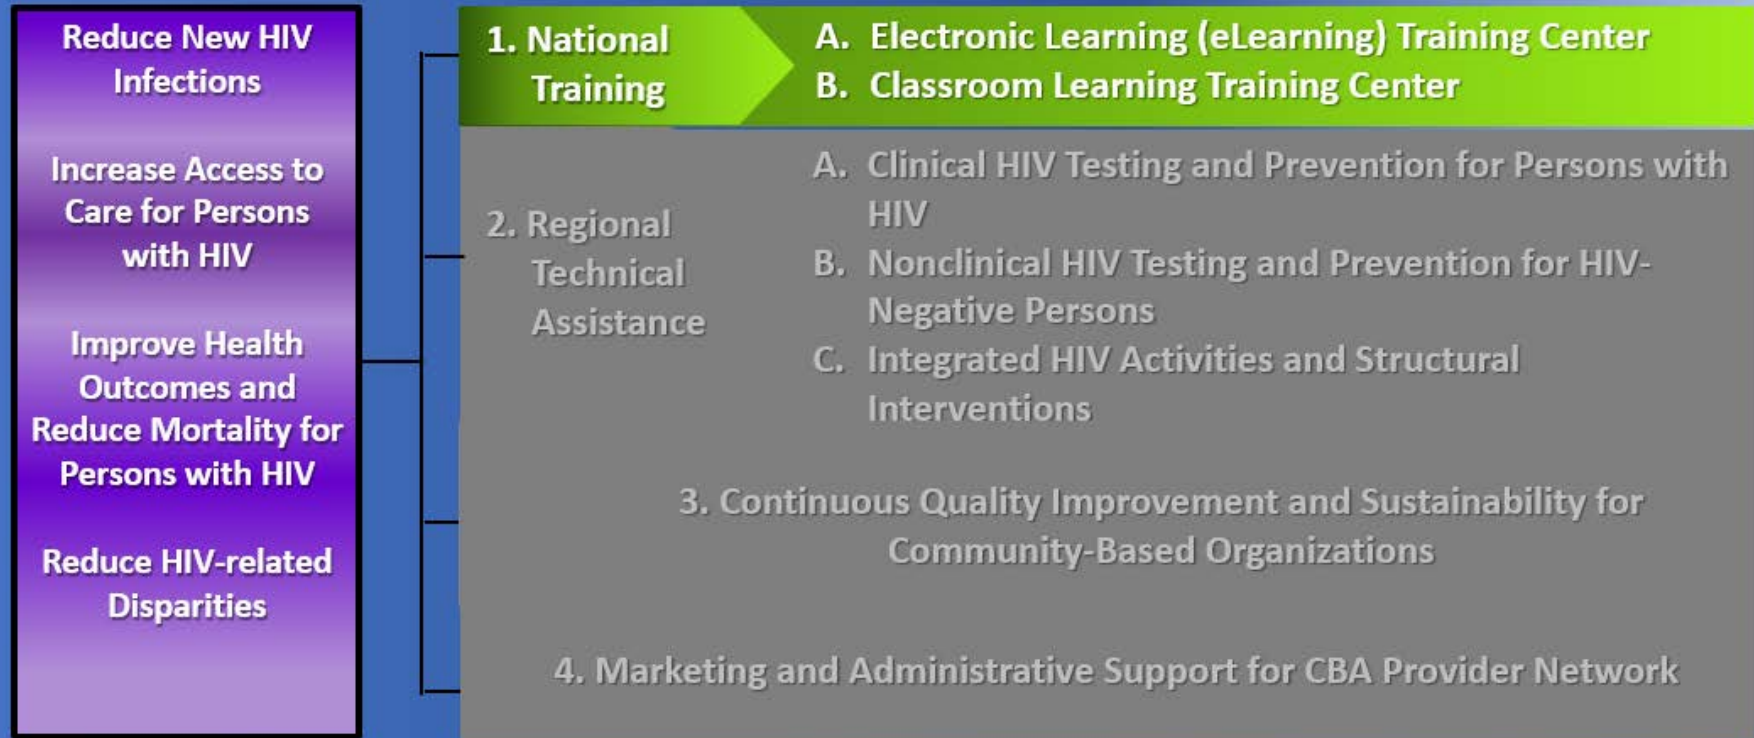 Reduce New HIV
Infections
Increase Access to
Care for Persons
with HIV
Improve Health
Outcomes and
Reduce Mortality for
Persons with HIV
Reduce HIV-related
Disparities
1. National
Training
A. Electronic Learning (eLearning) Training Center
B. Classroom Learning Training Center
2. Regional
Technical
Assistance
A. Clinical HIV Testing and Prevention for Persons with
HIV
B. Nonclinical HIV Testing and Prevention for HIV-
Negative Persons
C. Integrated HIV Activities and Structural
Interventions
3. Continuous Quality Improvement and Sustainability for
Community-Based Organizations
4. Marketing and Administrative Support for CBA Provider Network